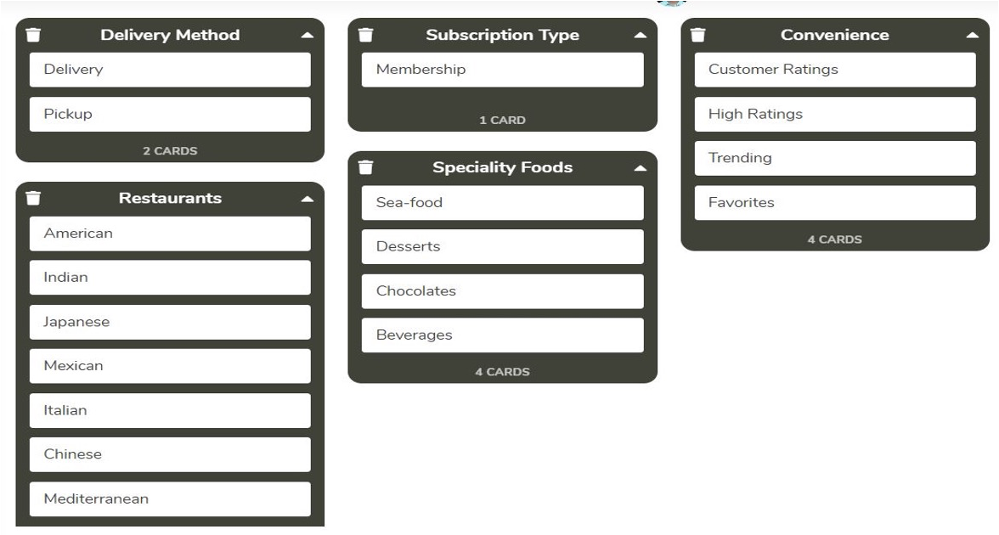 Delivery Method
Delivery
Pickup
2 CARDS
Restaurants
American
Indian
Japanese
Mexican
Italian
Chinese
Mediterranean
Subscription Type
Membership
1 CARD
Speciality Foods
Sea-food
Desserts
Chocolates
Beverages
4 CARDS
Convenience
Customer Ratings
High Ratings
Trending
Favorites
4 CARDS